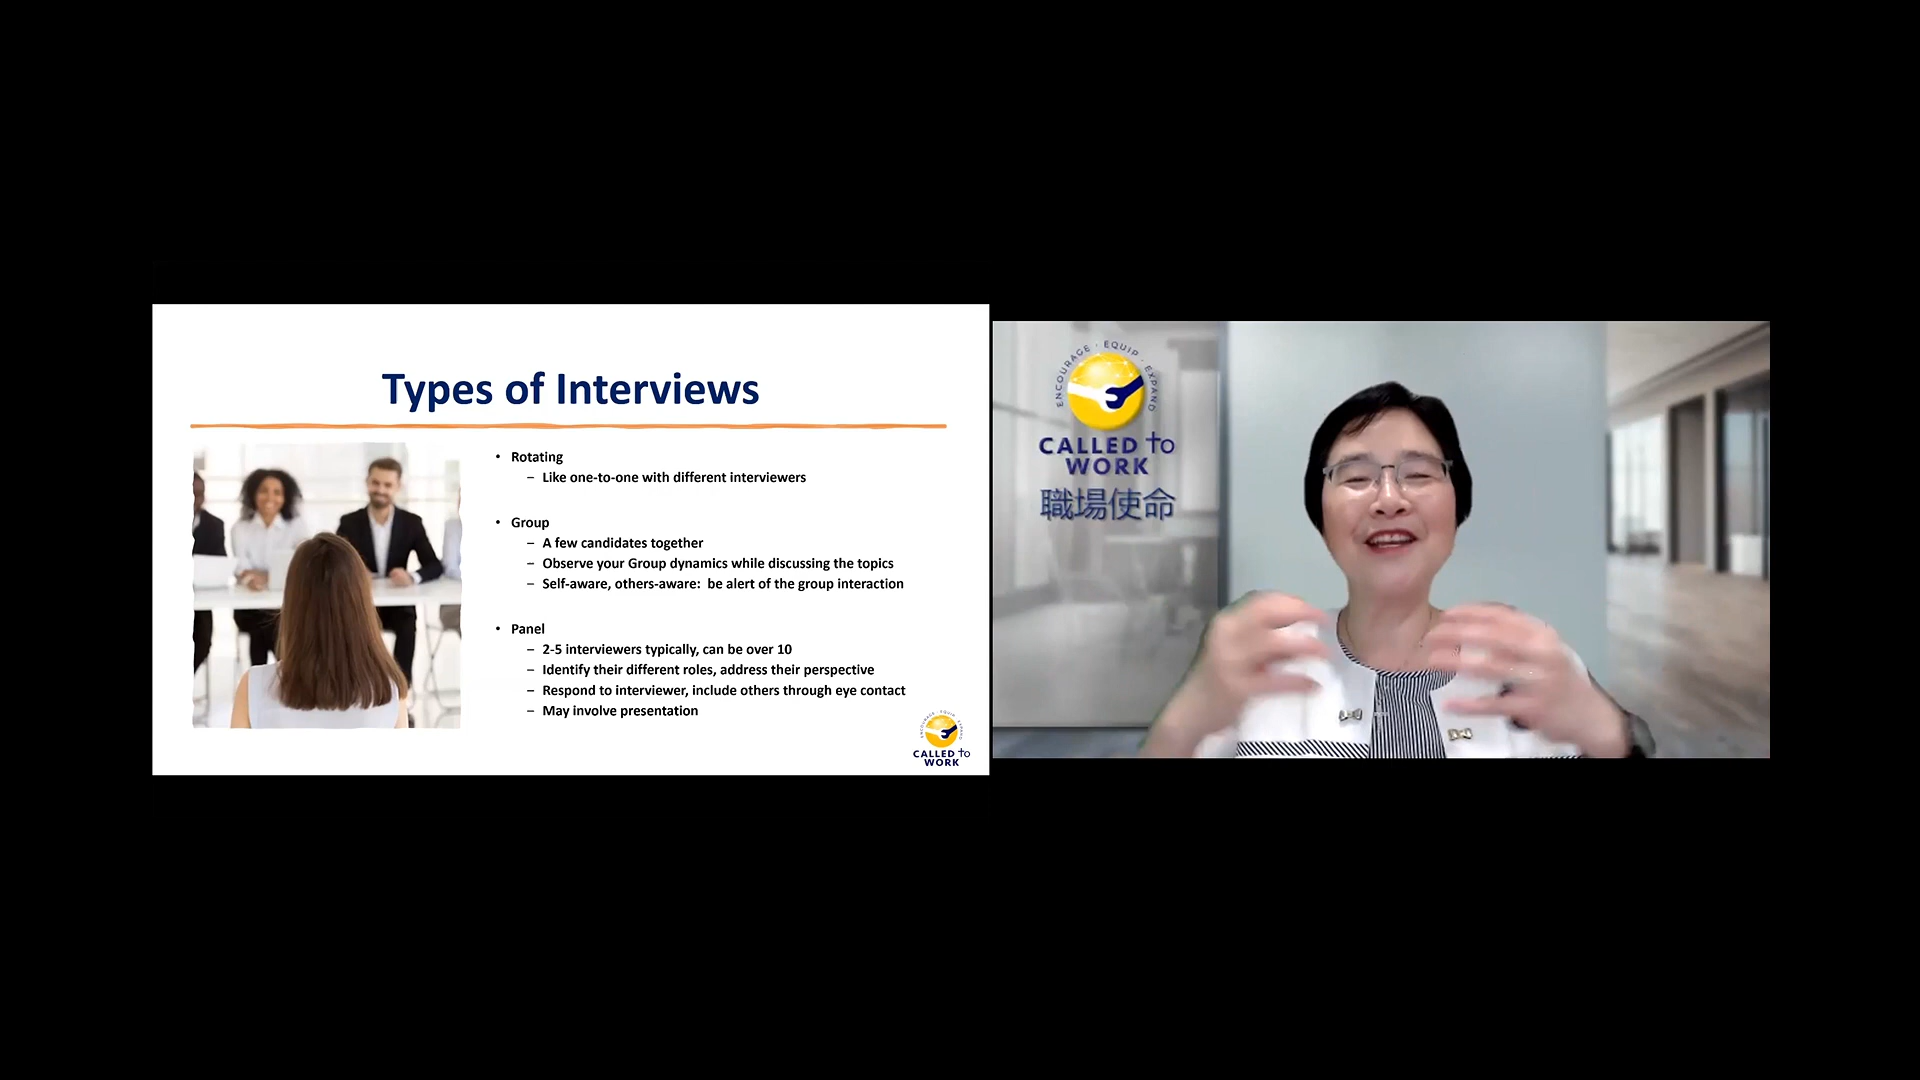 Types of Interviews
• Rotating
– Like one-to-one with different interviewers
• Group
– A few candidates together
– Observe your Group dynamics while discussing the topics
– Self-aware, others-aware: be alert of the group interaction
• Panel
– 2-5 interviewers typically, can be over 10
– Identify their different roles, address their perspective
– Respond to interviewer, include others through eye contact
– May involve presentation
ENCOURAGE · EQUIP · EXPAND
CALLED to
WORK
ENCOURAGE · EQUIP · EXPAND
CALLED to
WORK
職場使命